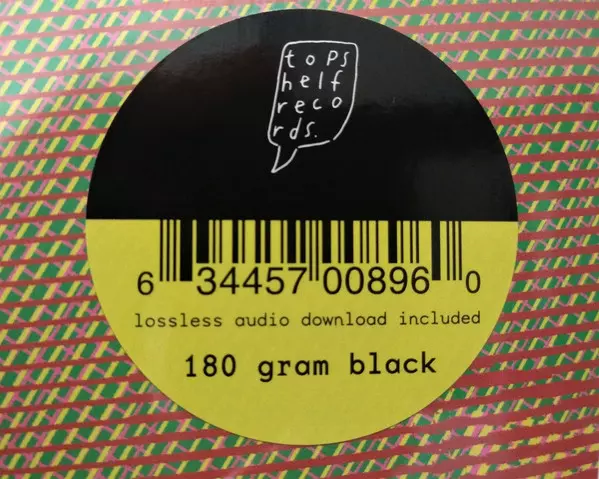 tops
helf
reco
rds.
6 34457 00896 0
lossless audio download included
180 gram black